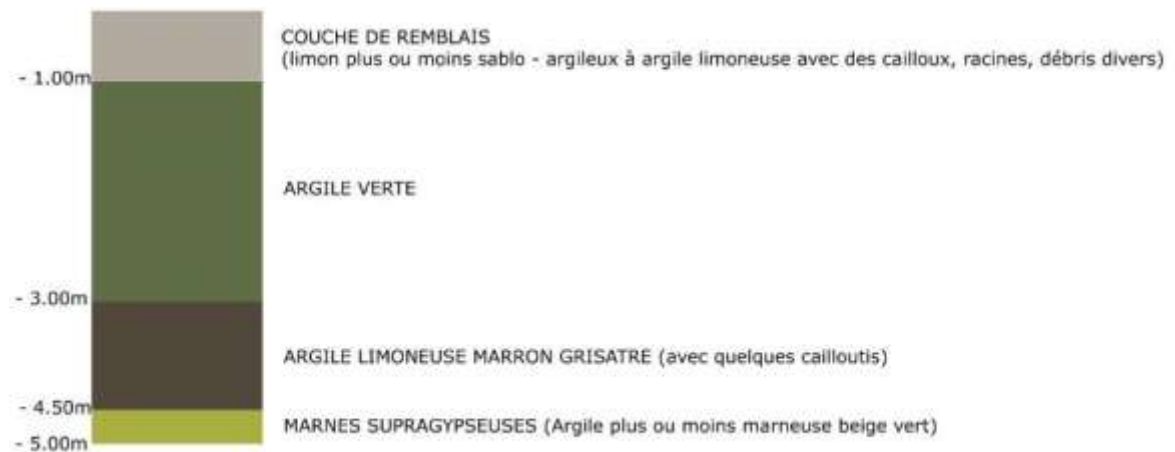 COUCHE DE REMBLAIS
(limon plus ou moins sablo - argileux à argile limoneuse avec des cailloux, racines, débris divers)
- 1.00m
ARGILE VERTE
- 3.00m
ARGILE LIMONEUSE MARRON GRISATRE (avec quelques cailloutis)
- 4.50m
MARNES SUPRAGYPSEUSES (Argile plus ou moins marneuse beige vert)
- 5.00m